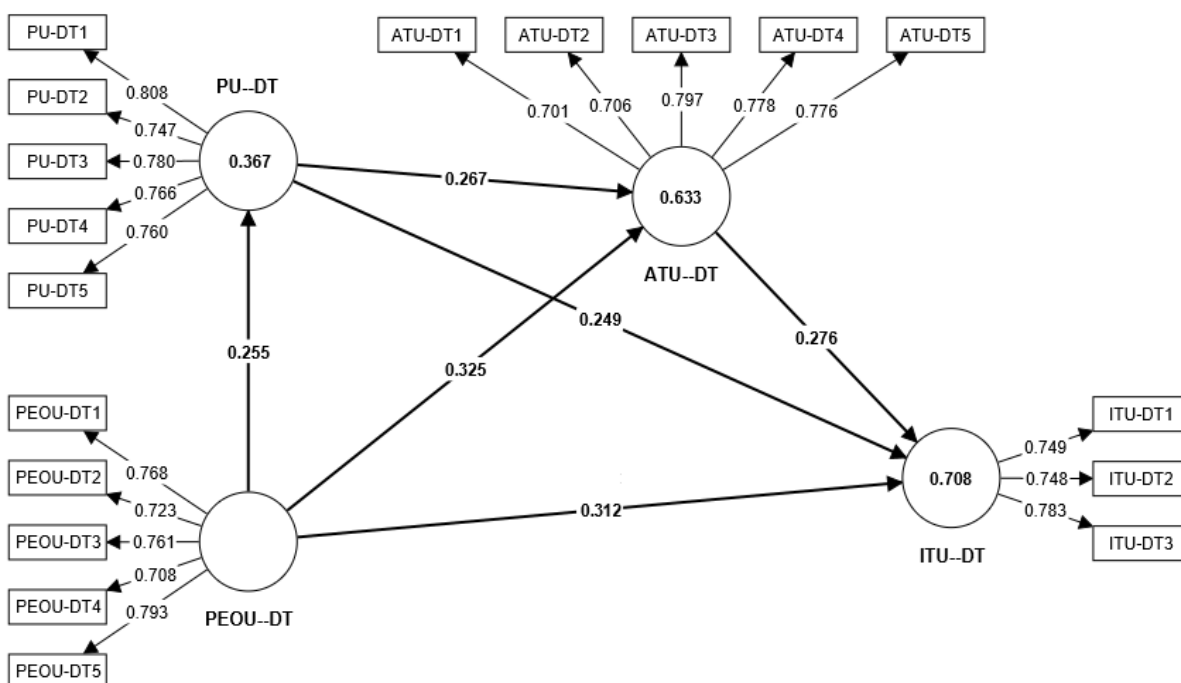 PU-DT1
PU-DT2
PU-DT3
PU-DT4
PU-DT5
0.808
0.747
0.780
0.766
0.760
PU--DT
0.367
ATU-DT1
ATU-DT2
ATU-DT3
ATU-DT4
ATU-DT5
0.701
0.706
0.797
0.778
0.776
0.633
ATU--DT
0.267
0.249
0.276
0.255
0.325
0.312
PEOU-DT1
PEOU-DT2
PEOU-DT3
PEOU-DT4
PEOU-DT5
0.768
0.723
0.761
0.708
0.793
PEOU--DT
0.708
ITU--DT
0.749
0.748
0.783
ITU-DT1
ITU-DT2
ITU-DT3